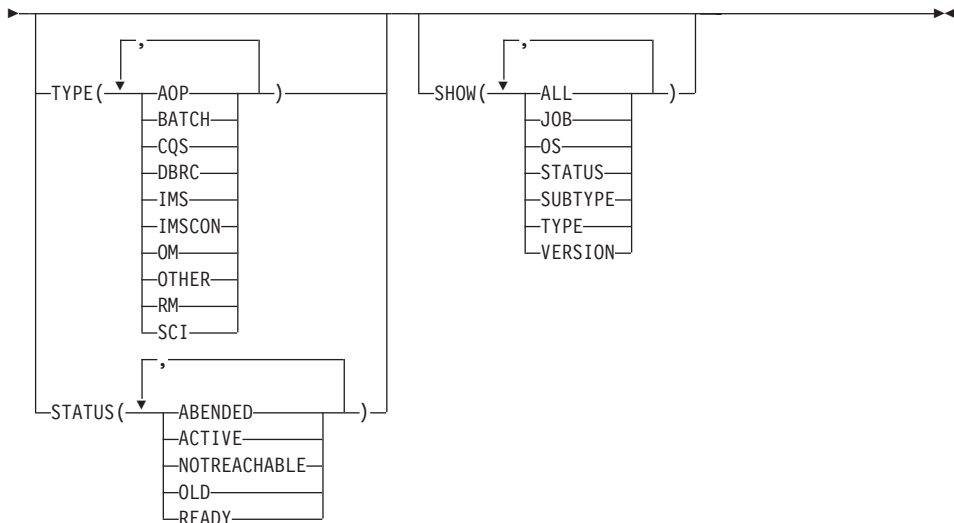 ,
TYPE( AOP )
BATCH
CQS
DBRC
IMS
IMSCON
OM
OTHER
RM
SCI
,
STATUS( ABENDED )
ACTIVE
NOTREACHABLE
OLD
READY
,
SHOW( ALL )
JOB
OS
STATUS
SUBTYPE
TYPE
VERSION